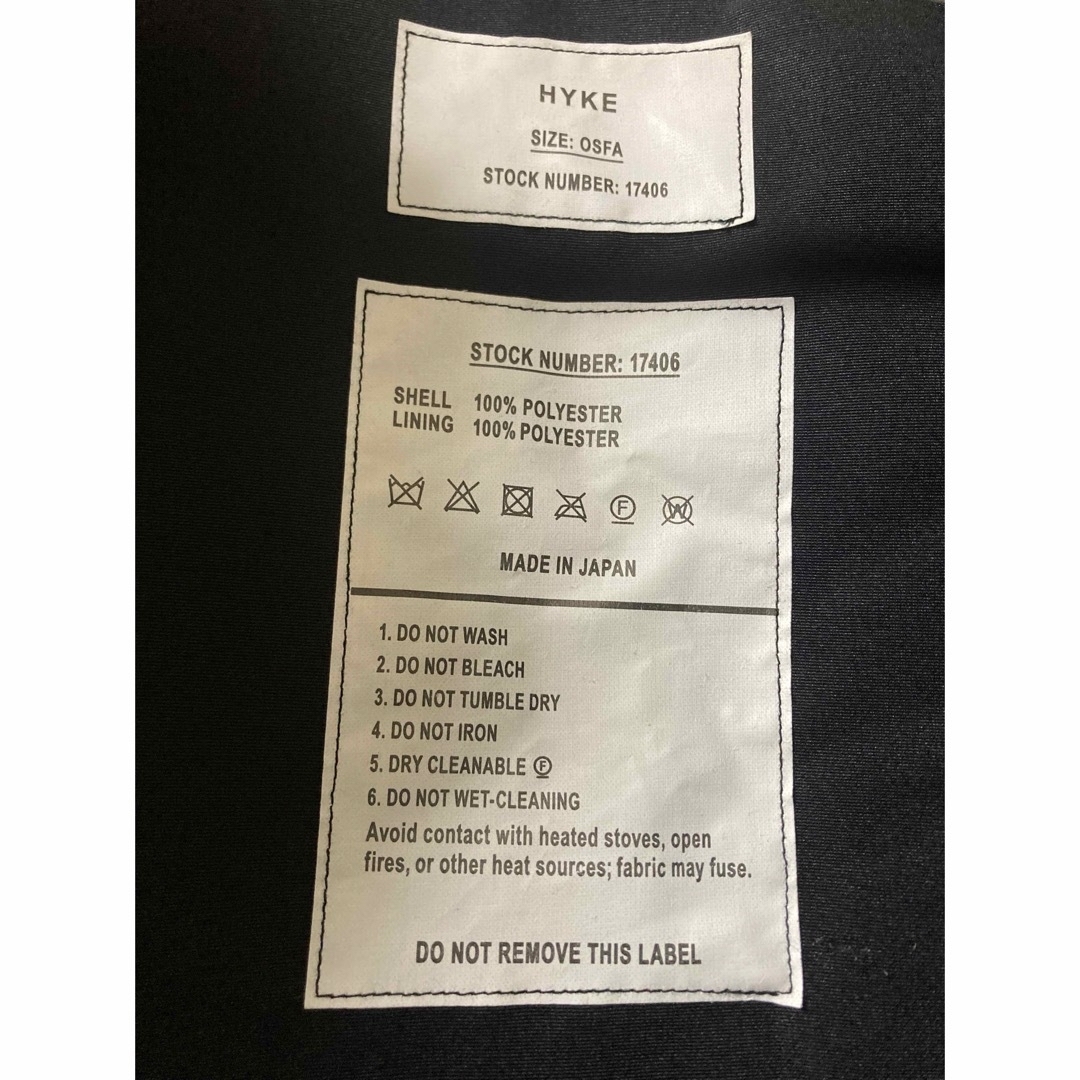 HYKE
SIZE: OSFA
STOCK NUMBER: 17406
STOCK NUMBER: 17406
SHELL 100% POLYESTER
LINING 100% POLYESTER
F W
MADE IN JAPAN
1. DO NOT WASH
2. DO NOT BLEACH
3. DO NOT TUMBLE DRY
4. DO NOT IRON
5. DRY CLEANABLE Ⓕ
6. DO NOT WET-CLEANING
Avoid contact with heated stoves, open
fires, or other heat sources; fabric may fuse.
DO NOT REMOVE THIS LABEL